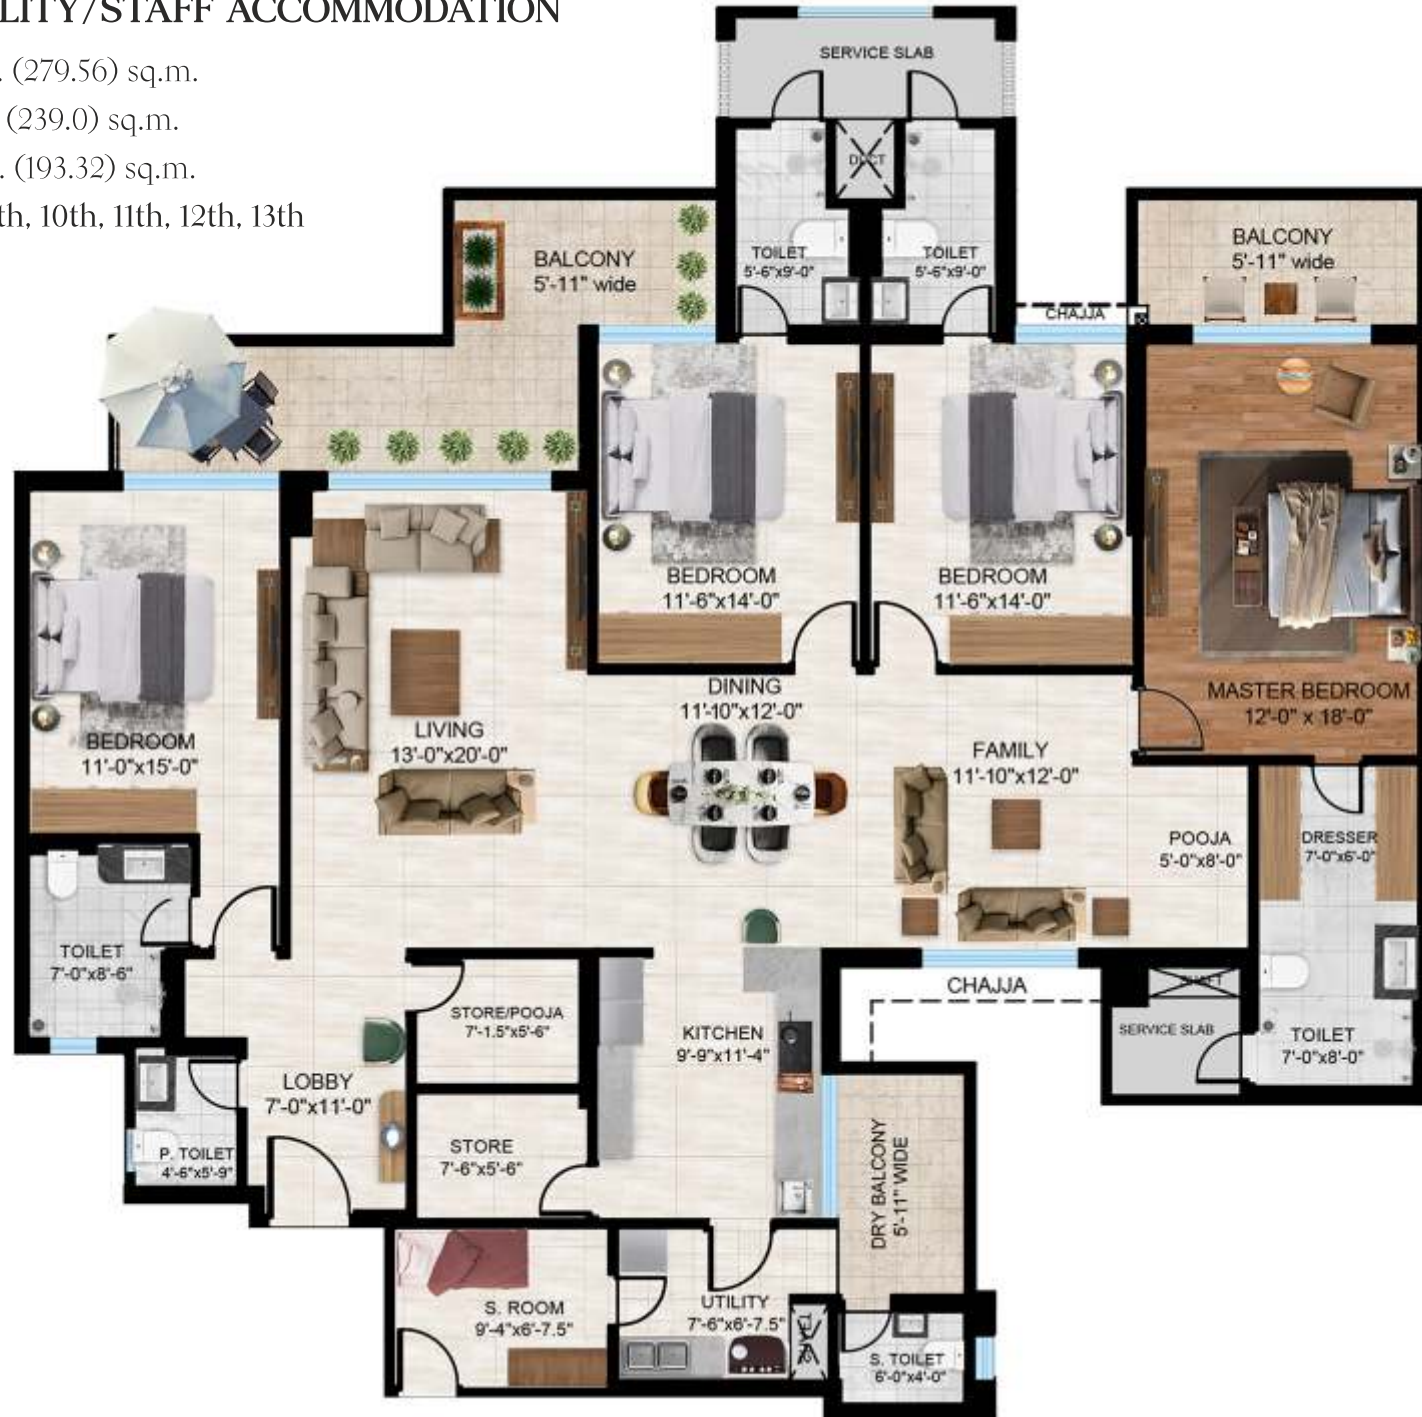 LITY/STAFF ACCOMMODATION
. (279.56) sq.m.
(239.0) sq.m.
. (193.32) sq.m.
th, 10th, 11th, 12th, 13th
SERVICE SLAB
DUCT
TOILET
5'-6"x9'-0"
TOILET
5'-6"x9'-0"
BALCONY
5'-11" wide
BALCONY
5'-11" wide
CHAJJA
BEDROOM
11'-6"x14'-0"
BEDROOM
11'-6"x14'-0"
MASTER BEDROOM
12'-0" x 18'-0"
DINING
11'-10"x12'-0"
LIVING
13'-0"x20'-0"
BEDROOM
11'-0"x15'-0"
FAMILY
11'-10"x12'-0"
POOJA
5'-0"x8'-0"
DRESSER
7'-0"x6'-0"
TOILET
7'-0"x8'-6"
CHAJJA
SHAFT
SERVICE SLAB
TOILET
7'-0"x8'-0"
STORE/POOJA
7'-1.5"x5'-6"
KITCHEN
9'-9"x11'-4"
LOBBY
7'-0"x11'-0"
P. TOILET
4'-6"x5'-9"
STORE
7'-6"x5'-6"
DRY BALCONY
5'-11" WIDE
S. ROOM
9'-4"x6'-7.5"
UTILITY
7'-6"x6'-7.5"
SHAFT
S. TOILET
6'-0"x4'-0"